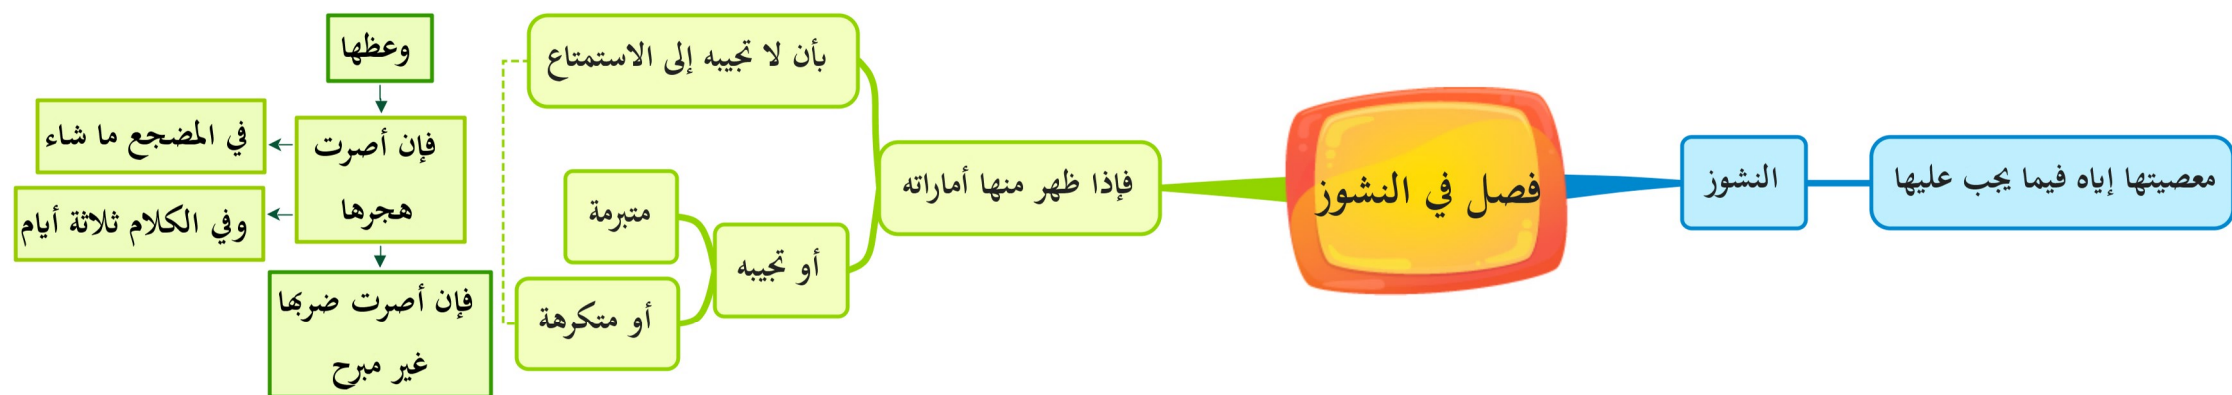 فصل في النشوز
النشوز
معصيتها إياه فيما يجب عليها
فإذا ظهر منها أماراته
بأن لا تجيبه إلى الاستمتاع
أو تجيبه
متبرمة
أو متكرهة
وعظها
فإن أصرت
هجرها
في المضجع ما شاء
وفي الكلام ثلاثة أيام
فإن أصرت ضربها
غير مبرح